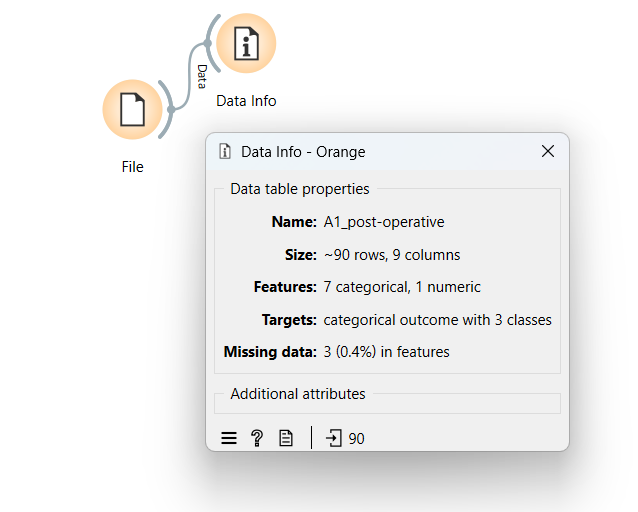 Data
Data Info
File
Data Info - Orange
Data table properties
Name: A1_post-operative
Size: ~90 rows, 9 columns
Features: 7 categorical, 1 numeric
Targets: categorical outcome with 3 classes
Missing data: 3 (0.4%) in features
Additional attributes
90